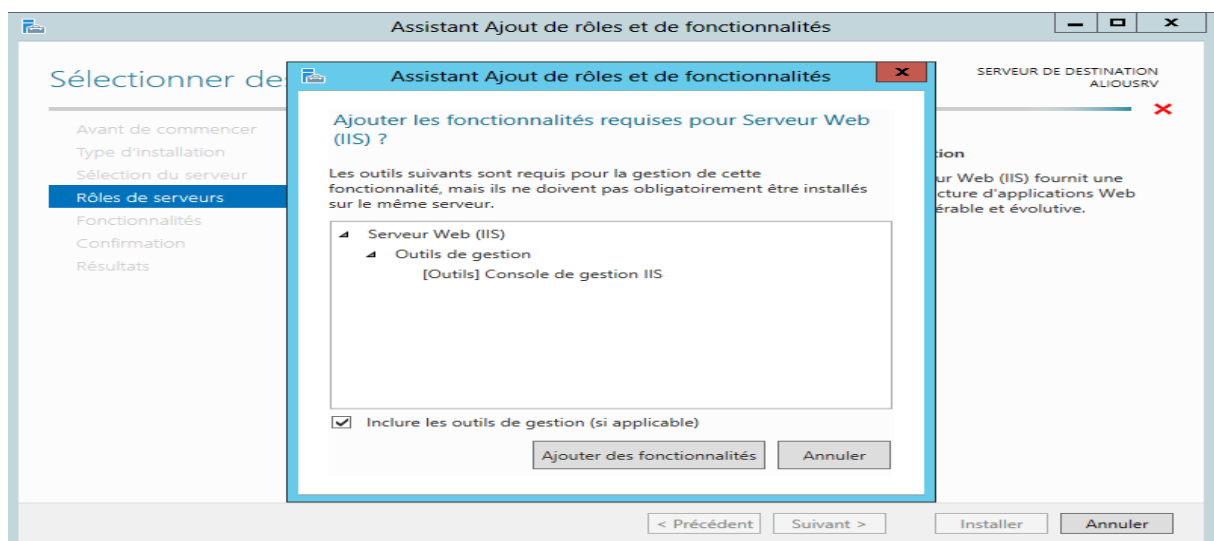 Assistant Ajout de rôles et de fonctionnalités
Sélectionner de
SERVEUR DE DESTINATION
ALIOUSRV
Avant de commencer
Type d'installation
Sélection du serveur
Rôles de serveurs
Fonctionnalités
Confirmation
Résultats
Assistant Ajout de rôles et de fonctionnalités
Ajouter les fonctionnalités requises pour Serveur Web
(IIS) ?
Les outils suivants sont requis pour la gestion de cette
fonctionnalité, mais ils ne doivent pas obligatoirement être installés
sur le même serveur.
Serveur Web (IIS)
Outils de gestion
[Outils] Console de gestion IIS
Inclure les outils de gestion (si applicable)
Ajouter des fonctionnalités
Annuler
tion
ur Web (IIS) fournit une
cture d'applications Web
érable et évolutive.
< Précédent
Suivant >
Installer
Annuler